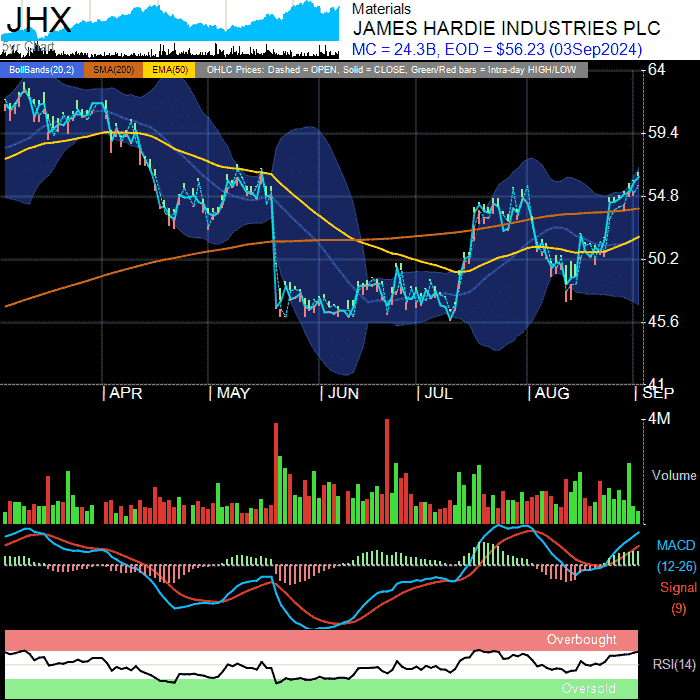 JHX
Materials
JAMES HARDIE INDUSTRIES PLC
MC = 24.3B, EOD = $56.23 (03Sep2024)
BollBands(20,2) SMA(200) EMA(50) OHLC Prices: Dashed = OPEN, Solid = CLOSE, Green/Red bars = Intra-day HIGH/LOW
64
59.4
54.8
50.2
45.6
41
APR MAY JUN JUL AUG SEP
4M
Volume
MACD
(12-26)
Signal
(9)
Overbought
RSI(14)
Oversold